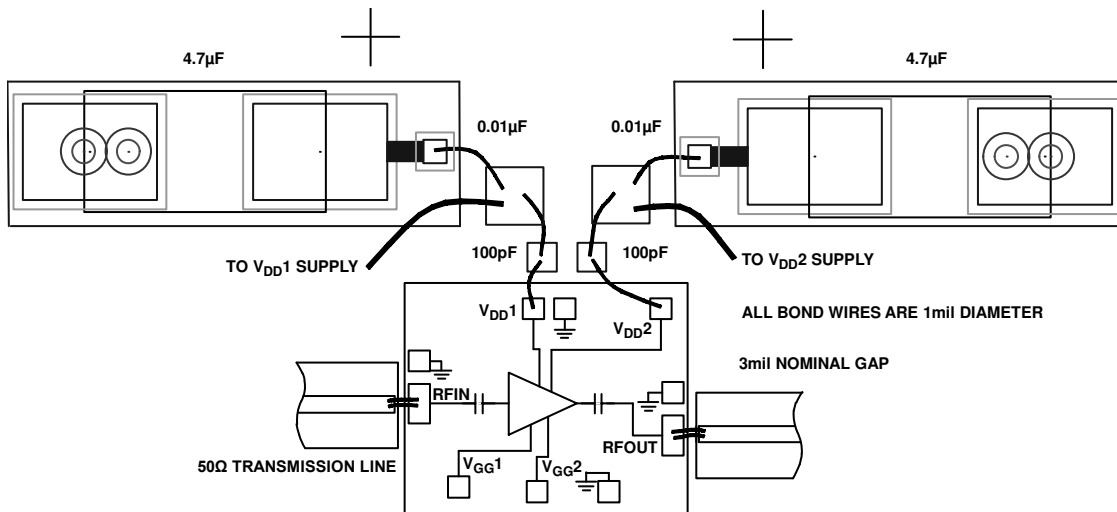 4.7µF
4.7µF
0.01µF
0.01µF
100pF
100pF
TO VDD1 SUPPLY
TO VDD2 SUPPLY
VDD1
VDD2
ALL BOND WIRES ARE 1mil DIAMETER
3mil NOMINAL GAP
RFIN
RFOUT
50Ω TRANSMISSION LINE
VGG1
VGG2